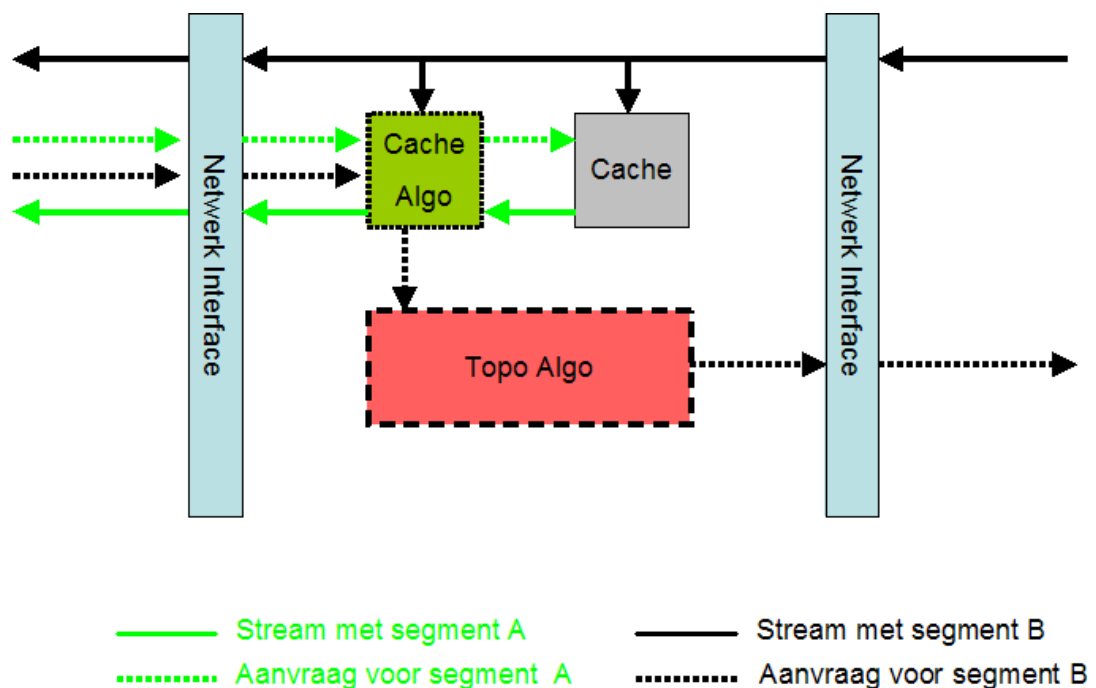 Netwerk Interface
Cache
Algo
Cache
Netwerk Interface
Topo Algo
Stream met segment A
Stream met segment B
Aanvraag voor segment A
Aanvraag voor segment B